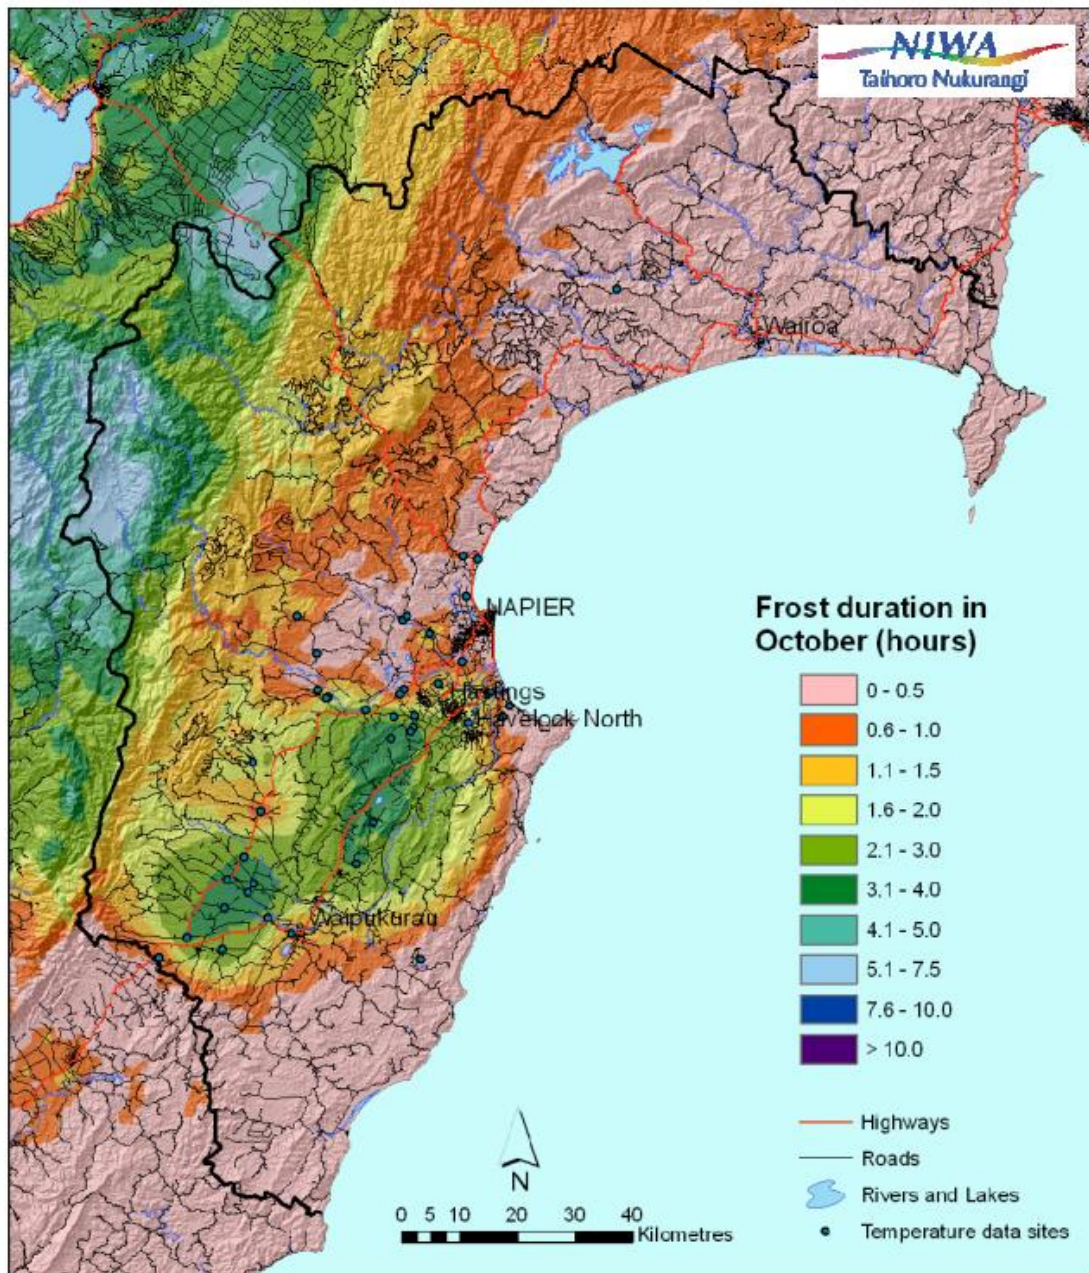 NIWA
Taihoro Nukurangi
Wairoa
NAPIER
Hastings
Havelock North
Waipukurau
Frost duration in
October (hours)
0 - 0.5
0.6 - 1.0
1.1 - 1.5
1.6 - 2.0
2.1 - 3.0
3.1 - 4.0
4.1 - 5.0
5.1 - 7.5
7.6 - 10.0
> 10.0
Highways
Roads
Rivers and Lakes
Temperature data sites
N
0 5 10 20 30 40
Kilometres